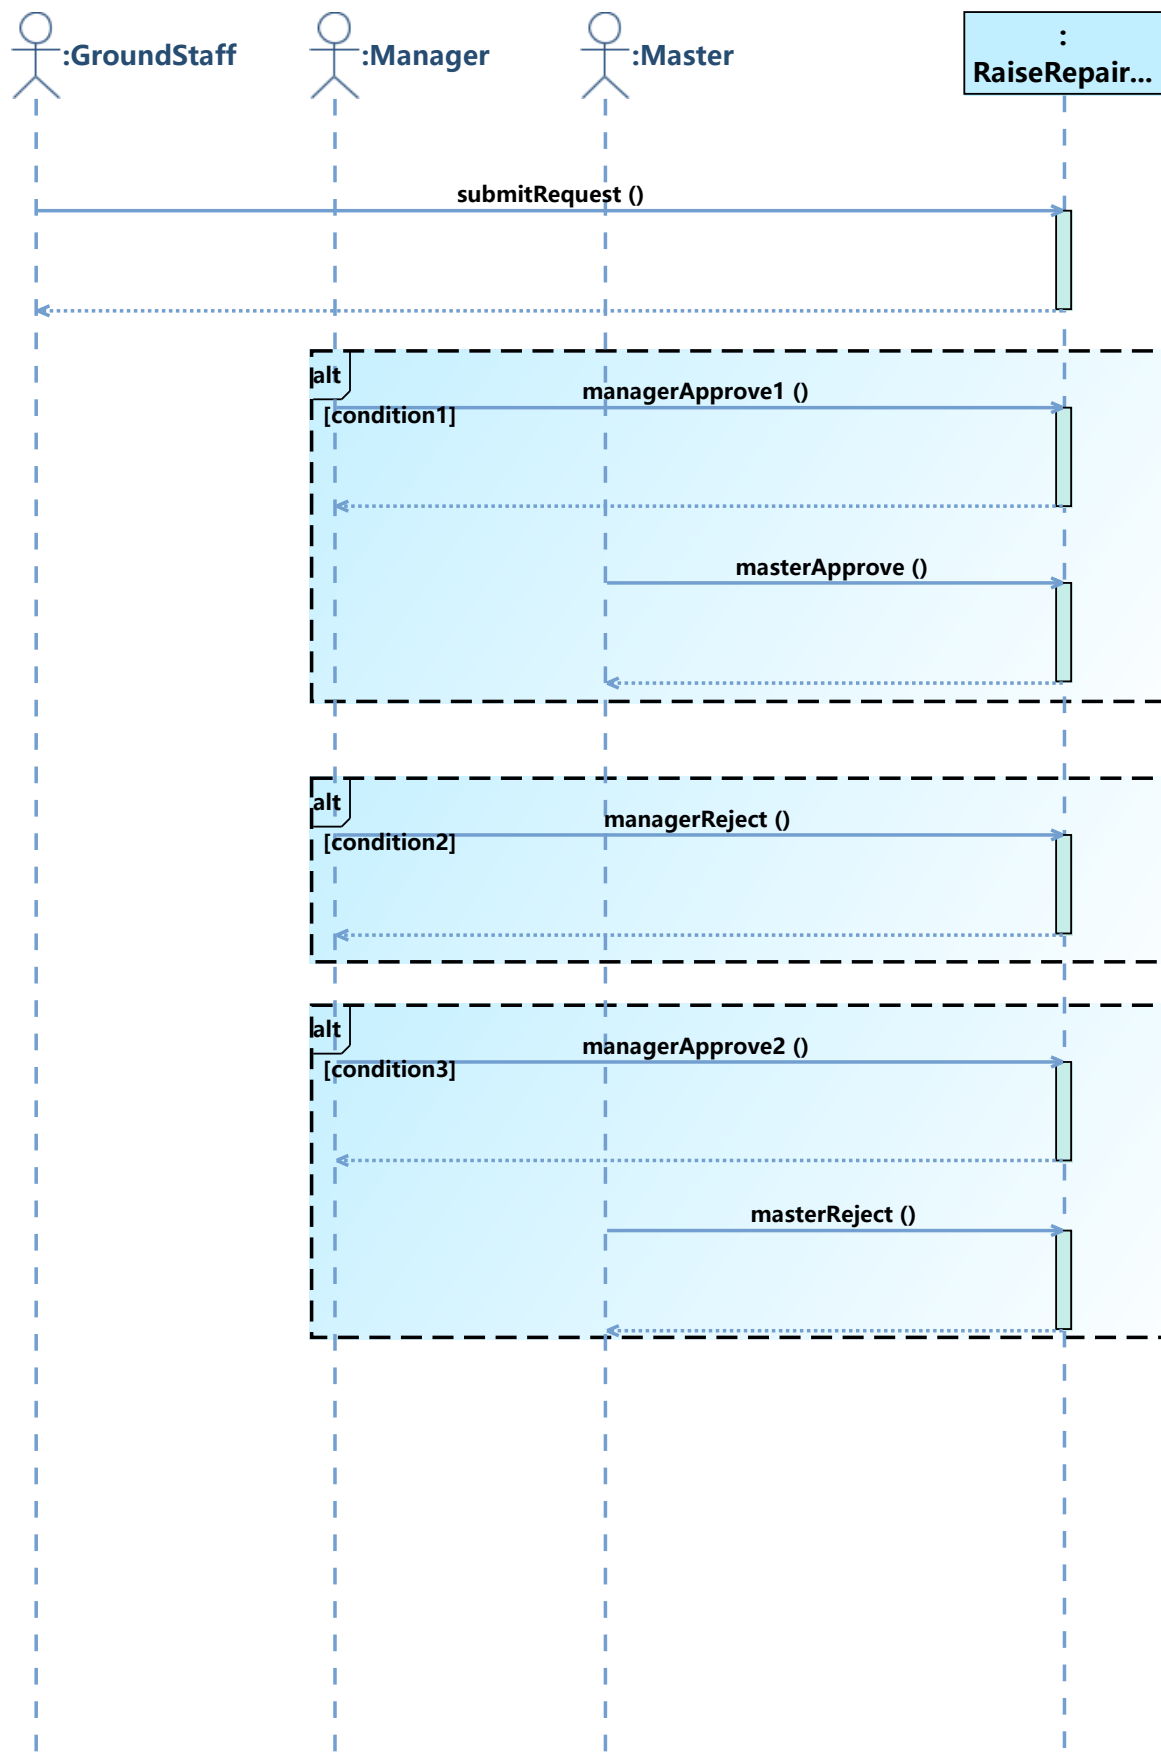 :GroundStaff
:Manager
:Master
:
RaiseRepair...
submitRequest ()
alt
managerApprove1 ()
[condition1]
masterApprove ()
alt
managerReject ()
[condition2]
alt
managerApprove2 ()
[condition3]
masterReject ()